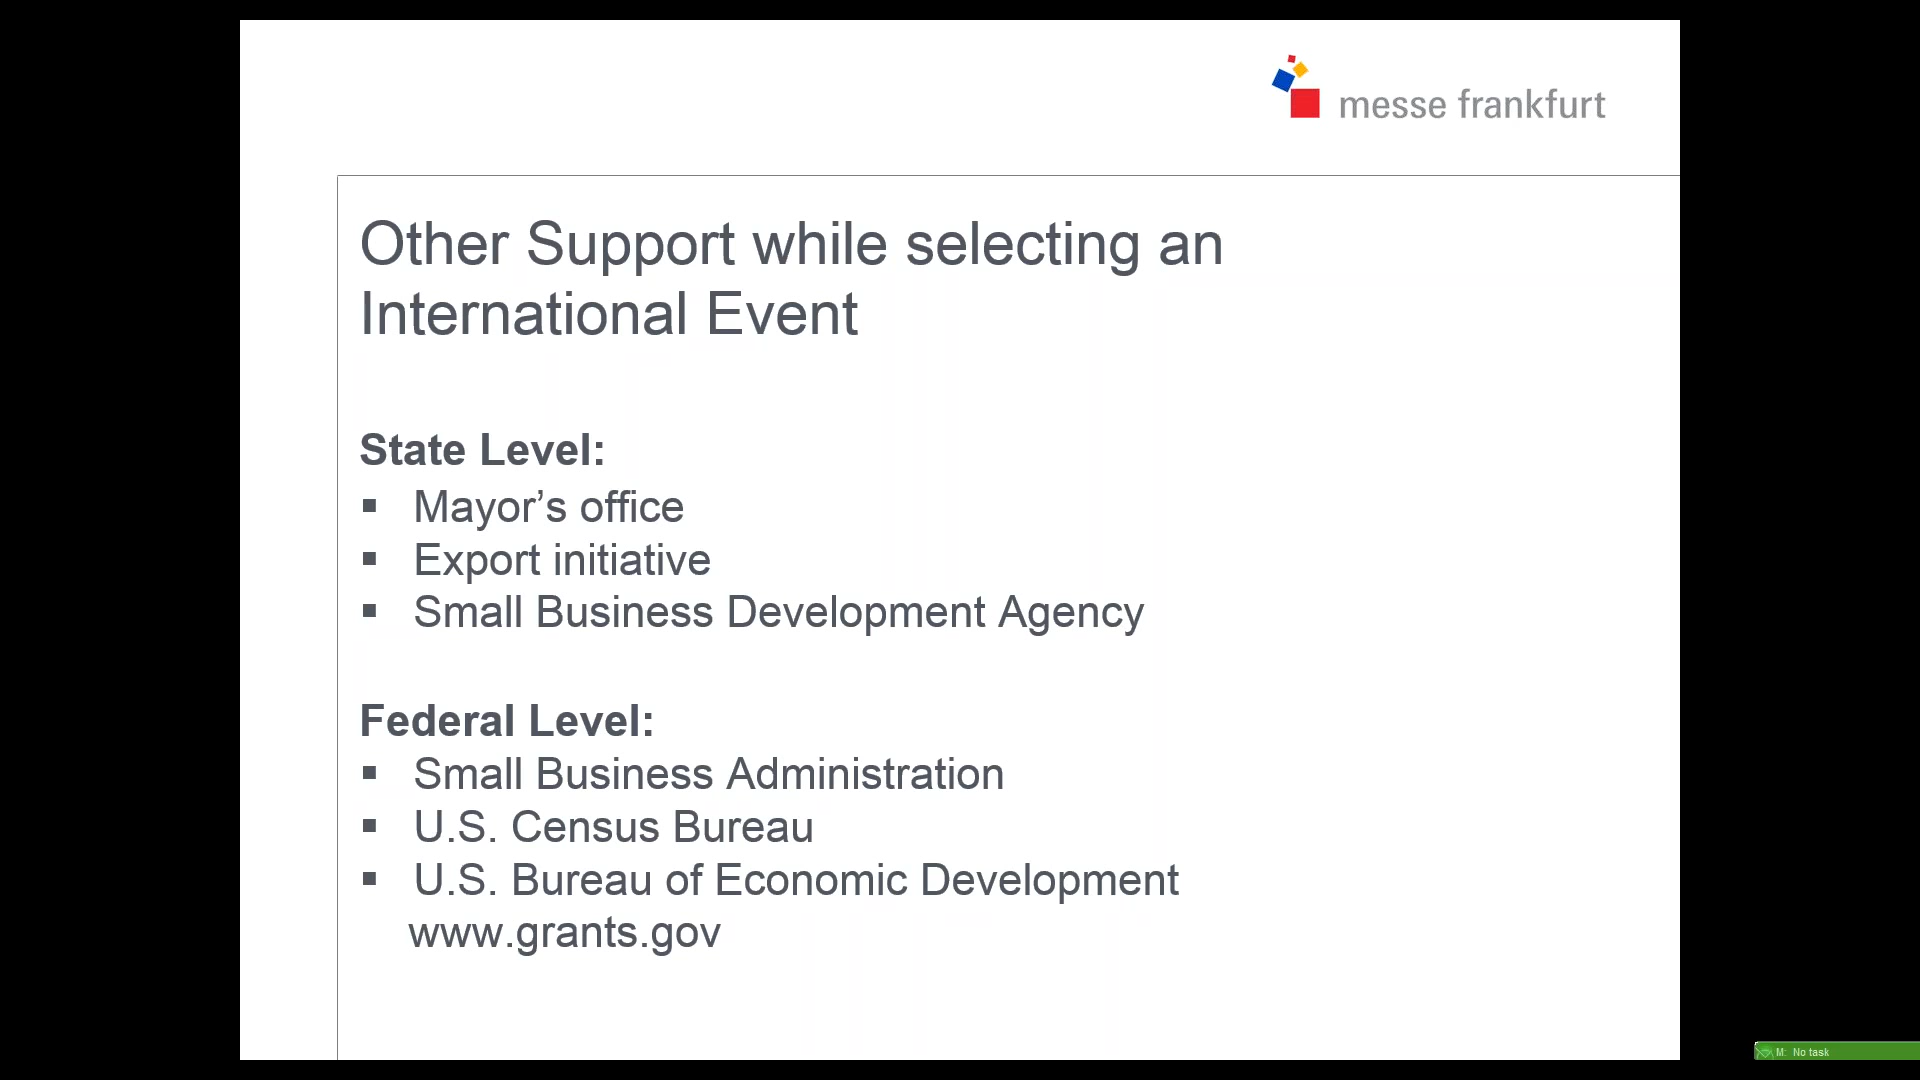 messe frankfurt
Other Support while selecting an
International Event
State Level:
▪ Mayor’s office
▪ Export initiative
▪ Small Business Development Agency
Federal Level:
▪ Small Business Administration
▪ U.S. Census Bureau
▪ U.S. Bureau of Economic Development
www.grants.gov
M: No task